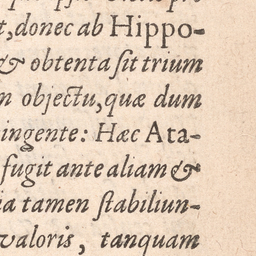 t, donec ab Hippo-
& obtenta ſit trium
n objectu, quæ dum
ingente: Hæc Ata-
fugit ante aliam &
ia tamen ſtabiliun-
valoris, tanquam